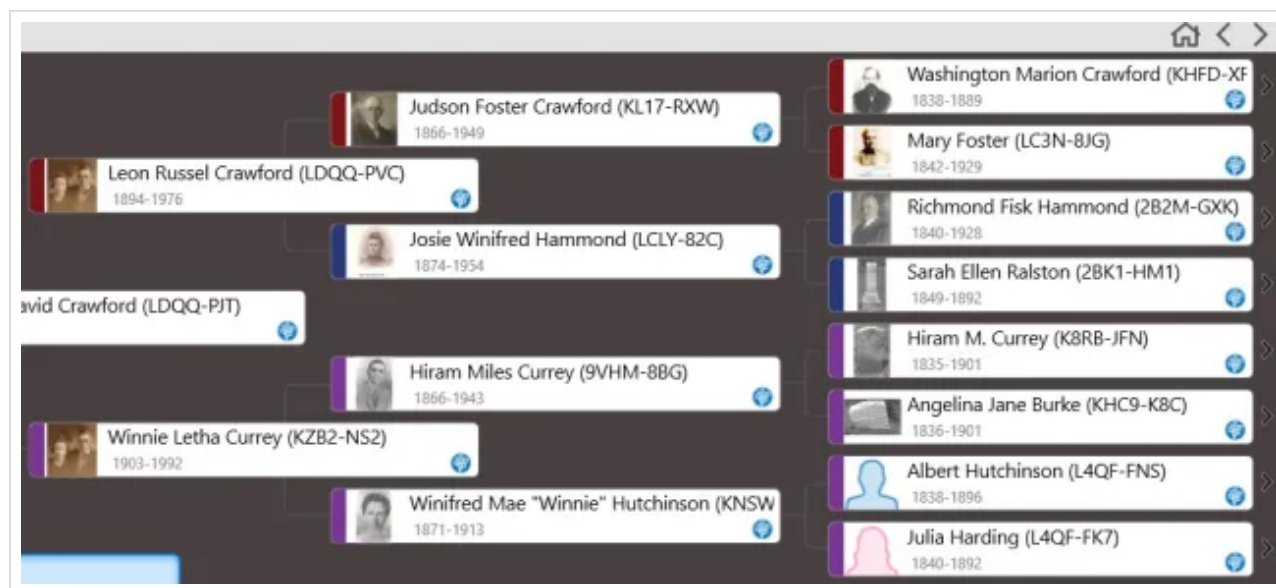 Washington Marion Crawford (KHFD-XF
1838-1889
Judson Foster Crawford (KL17-RXW)
1866-1949
Mary Foster (LC3N-8JG)
1842-1929
Leon Russel Crawford (LDQQ-PVC)
1894-1976
Richmond Fisk Hammond (2B2M-GXK)
1840-1928
Josie Winifred Hammond (LCLY-82C)
1874-1954
Sarah Ellen Ralston (2BK1-HM1)
1849-1892
avid Crawford (LDQQ-PJT)
Hiram M. Currey (K8RB-JFN)
1835-1901
Hiram Miles Currey (9VHM-8BG)
1866-1943
Angelina Jane Burke (KHC9-K8C)
1836-1901
Winnie Letha Currey (KZB2-NS2)
1903-1992
Albert Hutchinson (L4QF-FNS)
1838-1896
Winifred Mae "Winnie" Hutchinson (KNSW
1871-1913
Julia Harding (L4QF-FK7)
1840-1892